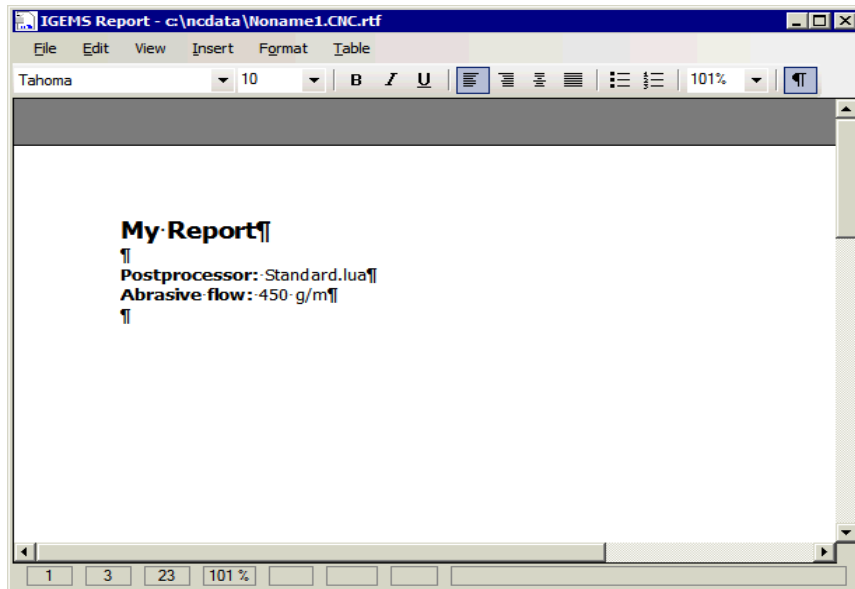 IGEMS Report - c:\ncdata\Noname1.CNC.rtf
File Edit View Insert Format Table
Tahoma 10 B I U 101% ¶
My·Report¶
¶
Postprocessor:·Standard.lua¶
Abrasive·flow:·450·g/m¶
¶
1 3 23 101 %